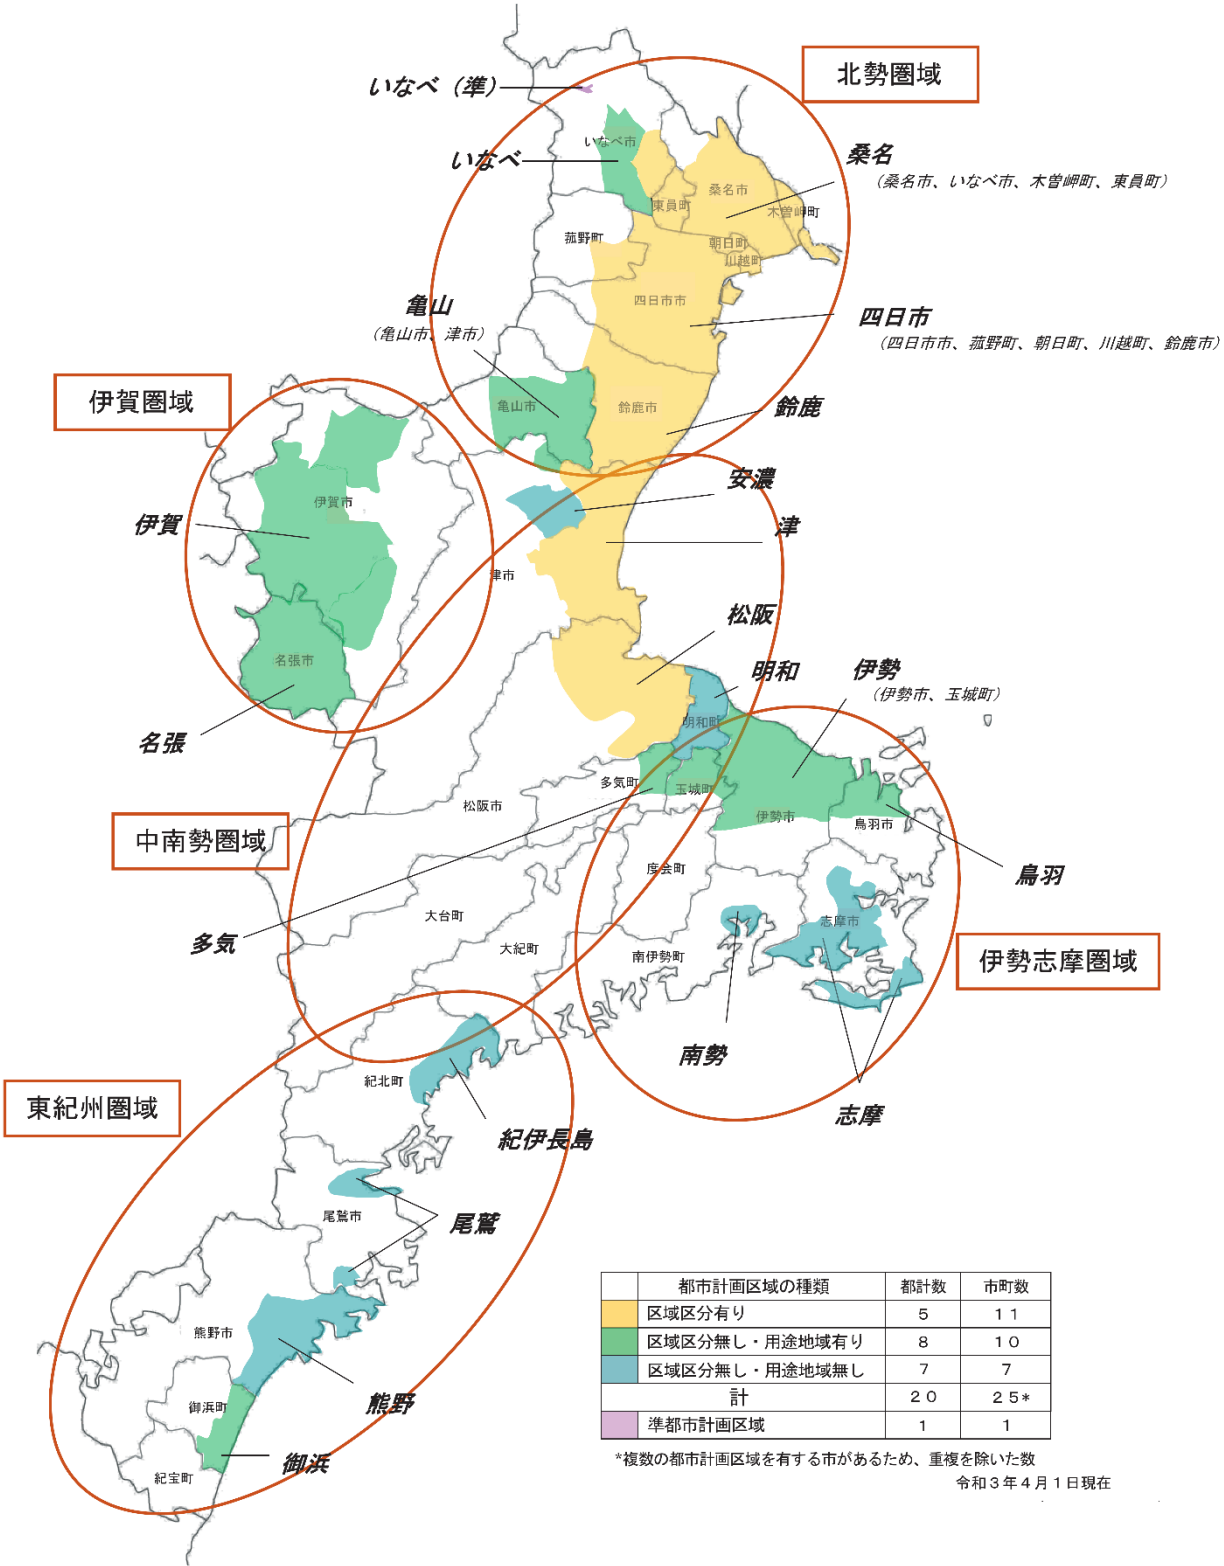 北勢圏域
いなべ（準）
いなべ市
いなべ
桑名
（桑名市、いなべ市、木曽岬町、東員町）
桑名市
東員町
木曽岬町
菰野町
朝日町
川越町
亀山
（亀山市、津市）
四日市市
四日市
（四日市市、菰野町、朝日町、川越町、鈴鹿市）
伊賀圏域
亀山市
鈴鹿市
鈴鹿
安濃
伊賀市
伊賀
津
津市
松阪
名張市
明和
伊勢
（伊勢市、玉城町）
明和町
名張
多気町
玉城町
松阪市
伊勢市
鳥羽市
中南勢圏域
度会町
鳥羽
大台町
志摩市
多気
大紀町
南伊勢町
伊勢志摩圏域
南勢
紀北町
東紀州圏域
志摩
紀伊長島
尾鷲市
尾鷲
熊野市
御浜町
熊野
御浜
紀宝町
都市計画区域の種類 都計数 市町数
区域区分有り 5 11
区域区分無し・用途地域有り 8 10
区域区分無し・用途地域無し 7 7
計 20 25*
準都市計画区域 1 1
*複数の都市計画区域を有する市があるため、重複を除いた数
令和3年4月1日現在